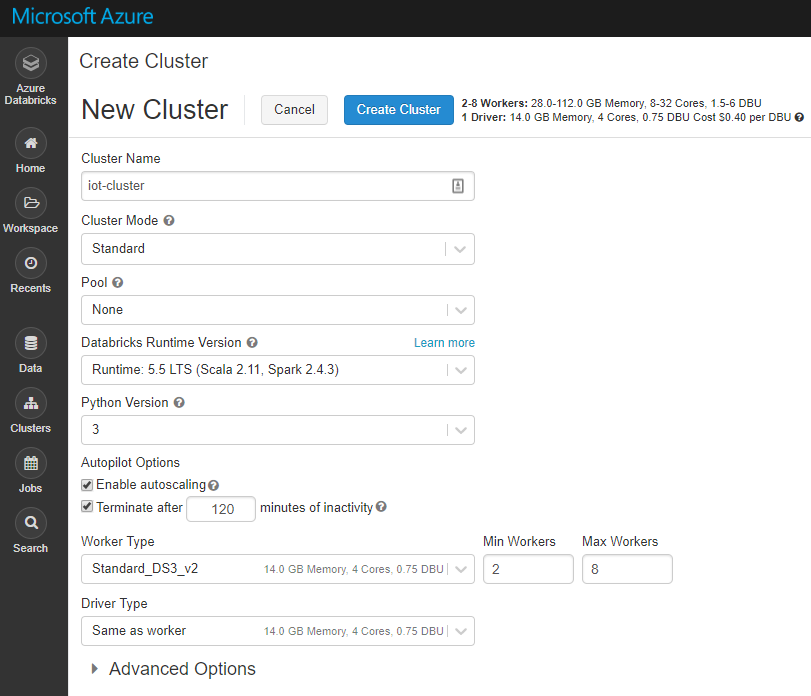 Microsoft Azure
Azure
Databricks
Home
Workspace
Recents
Data
Clusters
Jobs
Search
Create Cluster
New Cluster
Cancel
Create Cluster
2-8 Workers: 28.0-112.0 GB Memory, 8-32 Cores, 1.5-6 DBU
1 Driver: 14.0 GB Memory, 4 Cores, 0.75 DBU Cost $0.40 per DBU ?
Cluster Name
iot-cluster
Cluster Mode ?
Standard
Pool ?
None
Databricks Runtime Version ? Learn more
Runtime: 5.5 LTS (Scala 2.11, Spark 2.4.3)
Python Version ?
3
Autopilot Options
Enable autoscaling ?
Terminate after 120 minutes of inactivity ?
Worker Type Min Workers Max Workers
Standard_DS3_v2 14.0 GB Memory, 4 Cores, 0.75 DBU 2 8
Driver Type
Same as worker 14.0 GB Memory, 4 Cores, 0.75 DBU
Advanced Options